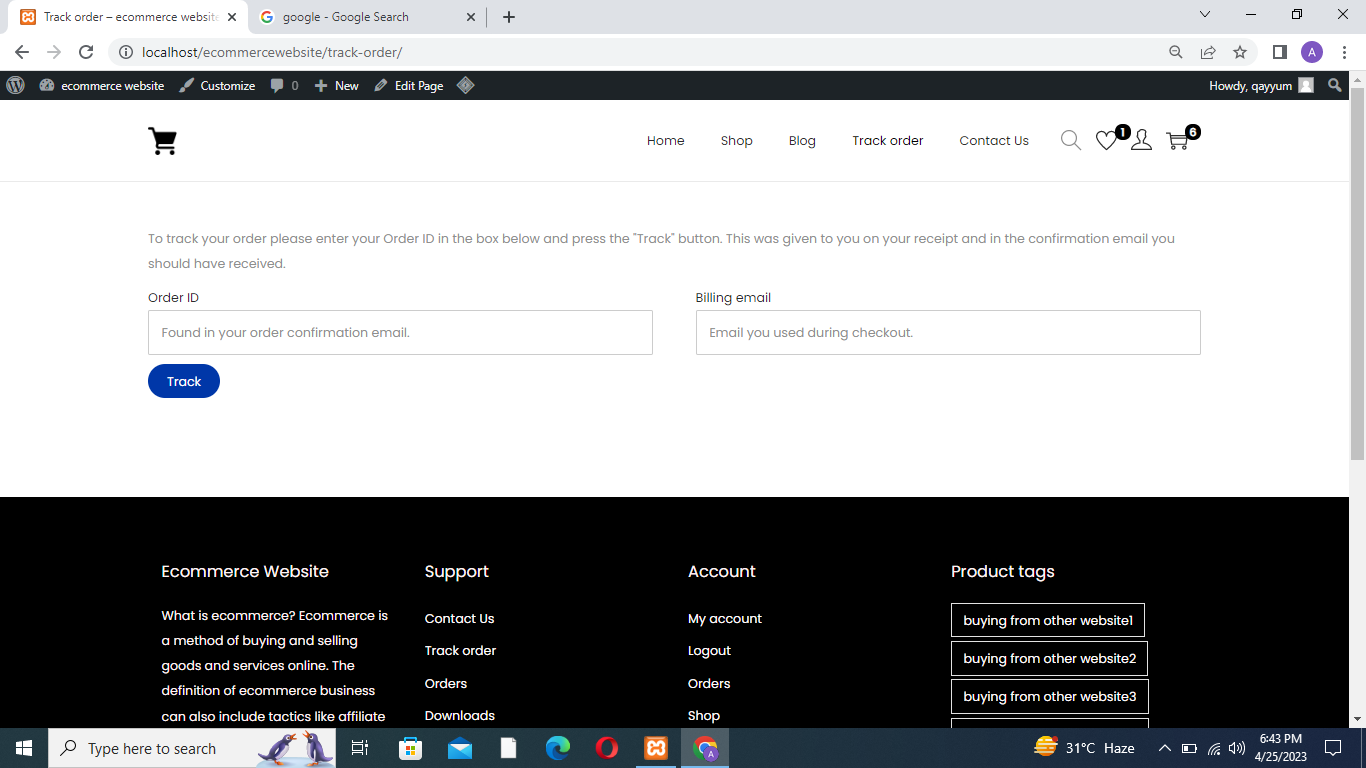 Track order – ecommerce website
google - Google Search
localhost/ecommercewebsite/track-order/
A
ecommerce website
Customize
0
New
Edit Page
Howdy, qayyum
Home
Shop
Blog
Track order
Contact Us
1
6
To track your order please enter your Order ID in the box below and press the "Track" button. This was given to you on your receipt and in the confirmation email you
should have received.
Order ID
Billing email
Found in your order confirmation email.
Email you used during checkout.
Track
Ecommerce Website
What is ecommerce? Ecommerce is
a method of buying and selling
goods and services online. The
definition of ecommerce business
can also include tactics like affiliate
Support
Contact Us
Track order
Orders
Downloads
Account
My account
Logout
Orders
Shop
Product tags
buying from other website1
buying from other website2
buying from other website3
Type here to search
A
31°C Haze
6:43 PM
4/25/2023